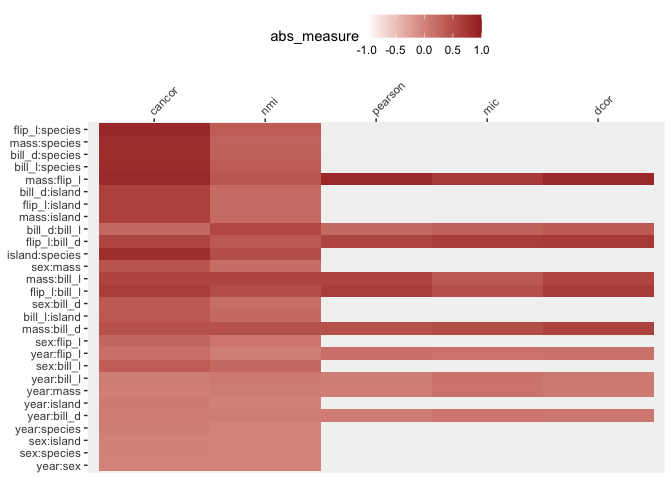 abs_measure
-1.0 -0.5 0.0 0.5 1.0
cancor nmi pearson mic dcor
flip_l:species
mass:species
bill_d:species
bill_l:species
mass:flip_l
bill_d:island
flip_l:island
mass:island
bill_d:bill_l
flip_l:bill_d
island:species
sex:mass
mass:bill_l
flip_l:bill_l
sex:bill_d
bill_l:island
mass:bill_d
sex:flip_l
year:flip_l
sex:bill_l
year:bill_l
year:mass
year:island
year:bill_d
year:species
sex:island
sex:species
year:sex